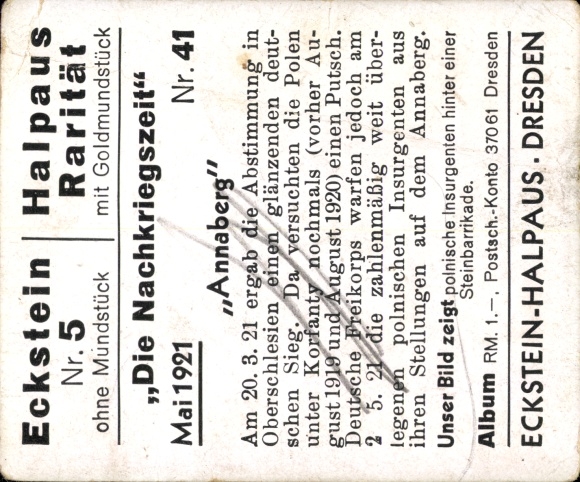 Eckstein
Nr. 5
ohne Mundstück
Halpaus
Rarität
mit Goldmundstück
„Die Nachkriegszeit“
Mai 1921
Nr. 41
„Annaberg”
Am 20. 3. 21 ergab die Abstimmung in
Oberschlesien einen glänzenden deut-
schen Sieg. Da versuchten die Polen
unter Korfanty nochmals (vorher Au-
gust 1919 und August 1920) einen Putsch.
Deutsche Freikorps warfen jedoch am
2 5. 21 die zahlenmäßig weit über-
legenen polnischen Insurgenten aus
ihren Stellungen auf dem Annaberg.
Unser Bild zeigt polnische Insurgenten hinter einer
Steinbarrikade.
Album RM. 1.–, Postsch.-Konto 37061 Dresden
ECKSTEIN-HALPAUS · DRESDEN